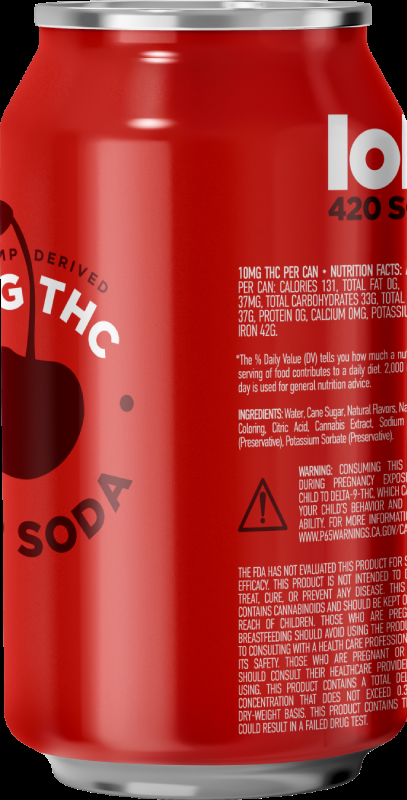 MP DERIVED
G THC
SODA
lol
420 S
10MG THC PER CAN • NUTRITION FACTS:
PER CAN: CALORIES 131, TOTAL FAT 0G,
37MG, TOTAL CARBOHYDRATES 33G, TOTAL
37G, PROTEIN 0G, CALCIUM 0MG, POTASSIU
IRON 42G.
*The % Daily Value (DV) tells you how much a nut
serving of food contributes to a daily diet. 2,000
day is used for general nutrition advice.
INGREDIENTS: Water, Cane Sugar, Natural Flavors, Na
Coloring, Citric Acid, Cannabis Extract, Sodium
(Preservative), Potassium Sorbate (Preservative).
WARNING: CONSUMING THIS
DURING PREGNANCY EXPOS
CHILD TO DELTA-9-THC, WHICH CA
YOUR CHILD'S BEHAVIOR AND
ABILITY. FOR MORE INFORMATI
WWW.P65WARNINGS.CA.GOV/CA
THE FDA HAS NOT EVALUATED THIS PRODUCT FOR S
EFFICACY. THIS PRODUCT IS NOT INTENDED TO D
TREAT, CURE, OR PREVENT ANY DISEASE. THIS
CONTAINS CANNABINOIDS AND SHOULD BE KEPT O
REACH OF CHILDREN. THOSE WHO ARE PREG
BREASTFEEDING SHOULD AVOID USING THE PRODU
TO CONSULTING WITH A HEALTH CARE PROFESSION
ITS SAFETY. THOSE WHO ARE PREGNANT OR
SHOULD CONSULT THEIR HEALTHCARE PROVIDE
USING. THIS PRODUCT CONTAINS A TOTAL DEL
CONCENTRATION THAT DOES NOT EXCEED 0.3
DRY-WEIGHT BASIS. THIS PRODUCT CONTAINS T
COULD RESULT IN A FAILED DRUG TEST.